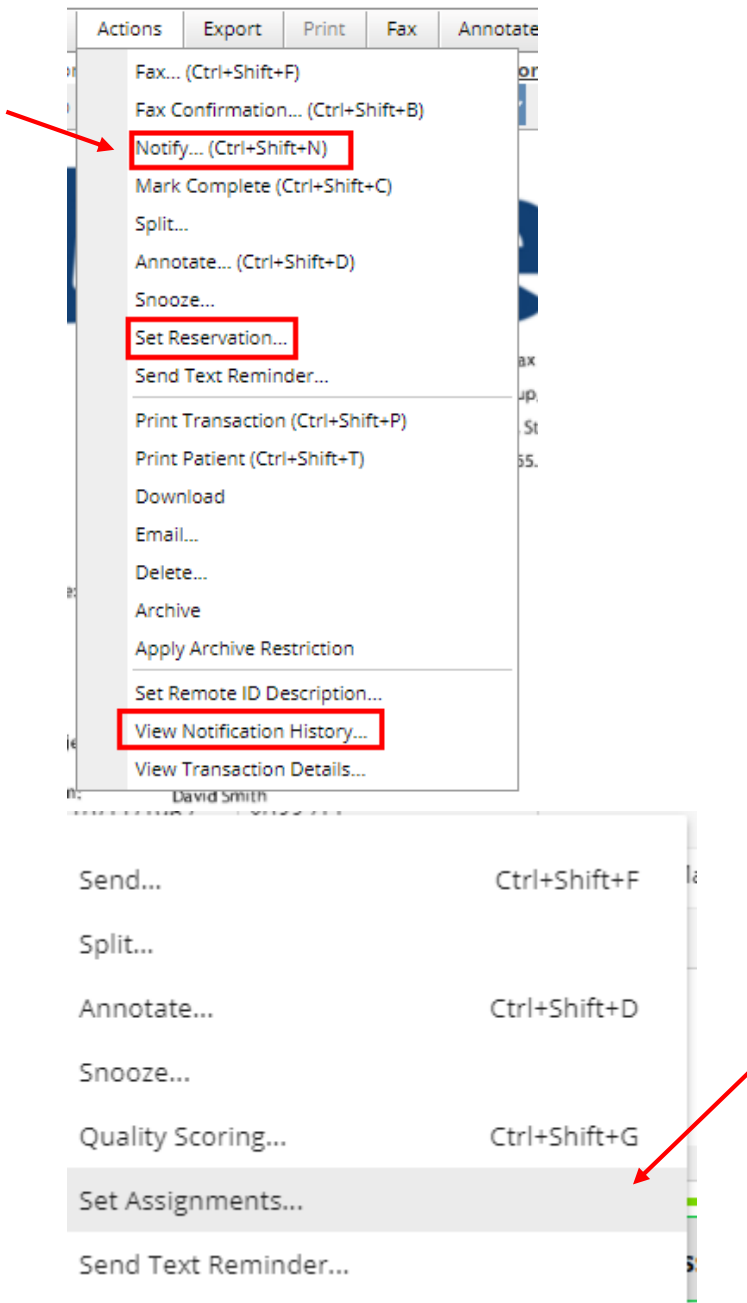 Actions Export Print Fax Annotate
Fax... (Ctrl+Shift+F)
Fax Confirmation... (Ctrl+Shift+B)
Notify... (Ctrl+Shift+N)
Mark Complete (Ctrl+Shift+C)
Split...
Annotate... (Ctrl+Shift+D)
Snooze...
Set Reservation...
Send Text Reminder...
Print Transaction (Ctrl+Shift+P)
Print Patient (Ctrl+Shift+T)
Download
Email...
Delete...
Archive
Apply Archive Restriction
Set Remote ID Description...
View Notification History...
View Transaction Details...
David Smith
Send... Ctrl+Shift+F
Split...
Annotate... Ctrl+Shift+D
Snooze...
Quality Scoring... Ctrl+Shift+G
Set Assignments...
Send Text Reminder...